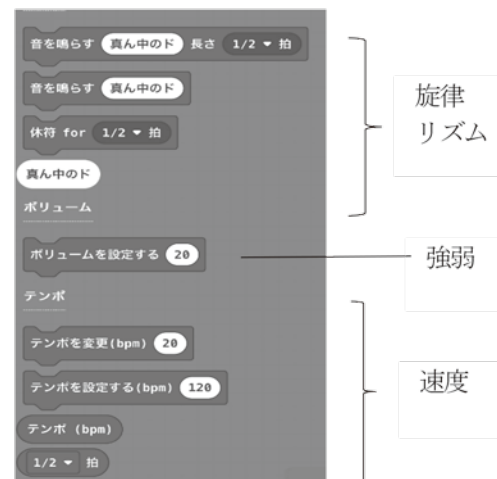 音を鳴らす 真ん中のド 長さ 1/2 ▼ 拍
音を鳴らす 真ん中のド
休符 for 1/2 ▼ 拍
真ん中のド
ボリューム
ボリュームを設定する 20
テンポ
テンポを変更(bpm) 20
テンポを設定する(bpm) 120
テンポ (bpm)
1/2 ▼ 拍
旋律
リズム
強弱
速度